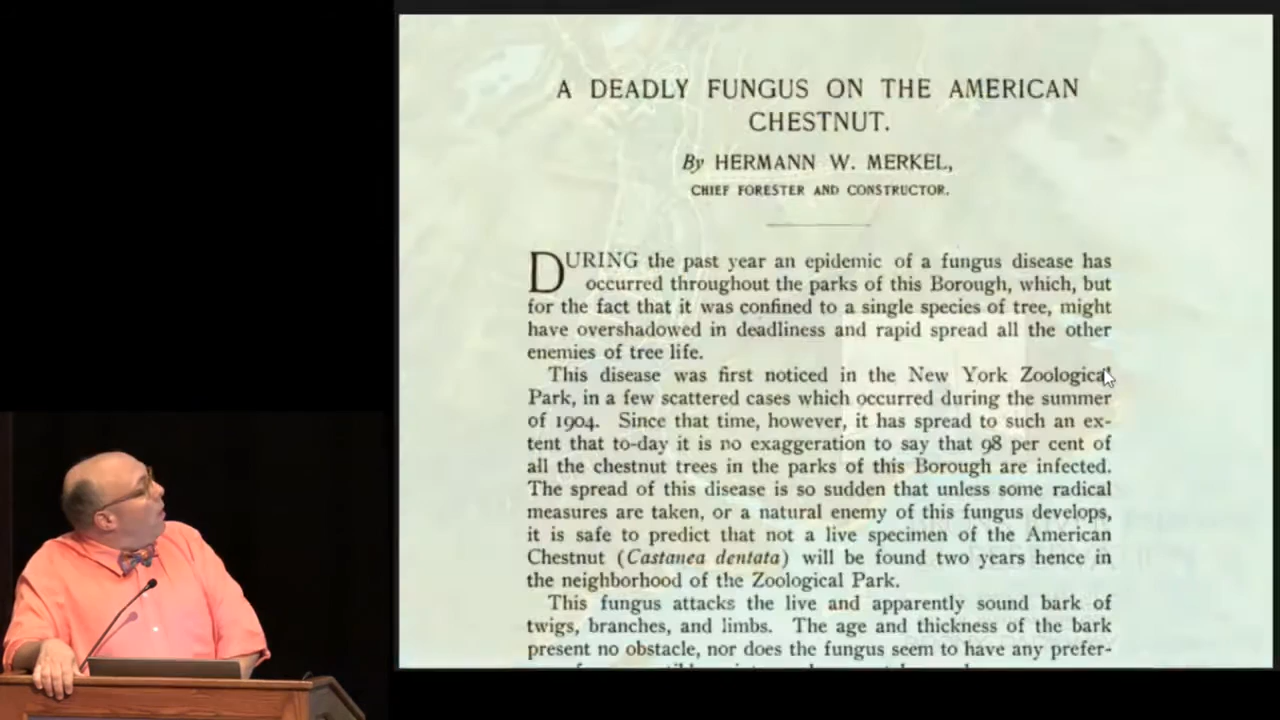 A DEADLY FUNGUS ON THE AMERICAN
CHESTNUT.
By HERMANN W. MERKEL,
CHIEF FORESTER AND CONSTRUCTOR.
DURING the past year an epidemic of a fungus disease has
occurred throughout the parks of this Borough, which, but
for the fact that it was confined to a single species of tree, might
have overshadowed in deadliness and rapid spread all the other
enemies of tree life.
This disease was first noticed in the New York Zoological
Park, in a few scattered cases which occurred during the summer
of 1904. Since that time, however, it has spread to such an ex-
tent that to-day it is no exaggeration to say that 98 per cent of
all the chestnut trees in the parks of this Borough are infected.
The spread of this disease is so sudden that unless some radical
measures are taken, or a natural enemy of this fungus develops,
it is safe to predict that not a live specimen of the American
Chestnut (Castanea dentata) will be found two years hence in
the neighborhood of the Zoological Park.
This fungus attacks the live and apparently sound bark of
twigs, branches, and limbs. The age and thickness of the bark
present no obstacle, nor does the fungus seem to have any prefer-